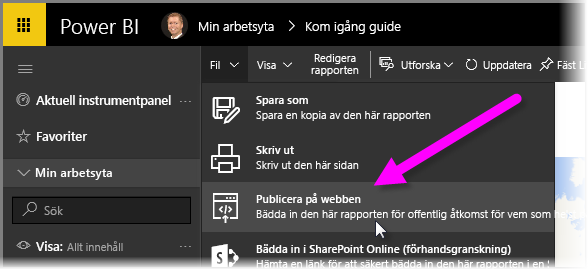 Power BI
Min arbetsyta > Kom igång guide
Fil
Visa
Redigera
rapporten
Utforska
Uppdatera
Fäst
Aktuell instrumentpanel
Favoriter
Min arbetsyta
Sök
Visa: Allt innehåll
Spara som
Spara en kopia av den här rapporten
Skriv ut
Skriv ut den här sidan
Publicera på webben
Bädda in den här rapporten för offentlig åtkomst för vem som
Bädda in i SharePoint Online (förhandsgranskning)
Hämta en länk för att säkert bädda in den här rapporten i en